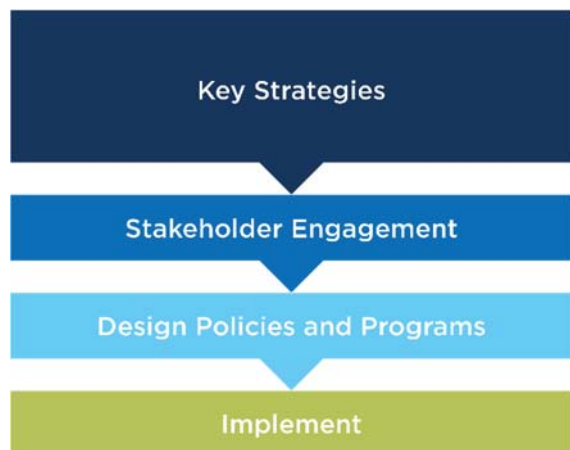 Key Strategies
Stakeholder Engagement
Design Policies and Programs
Implement